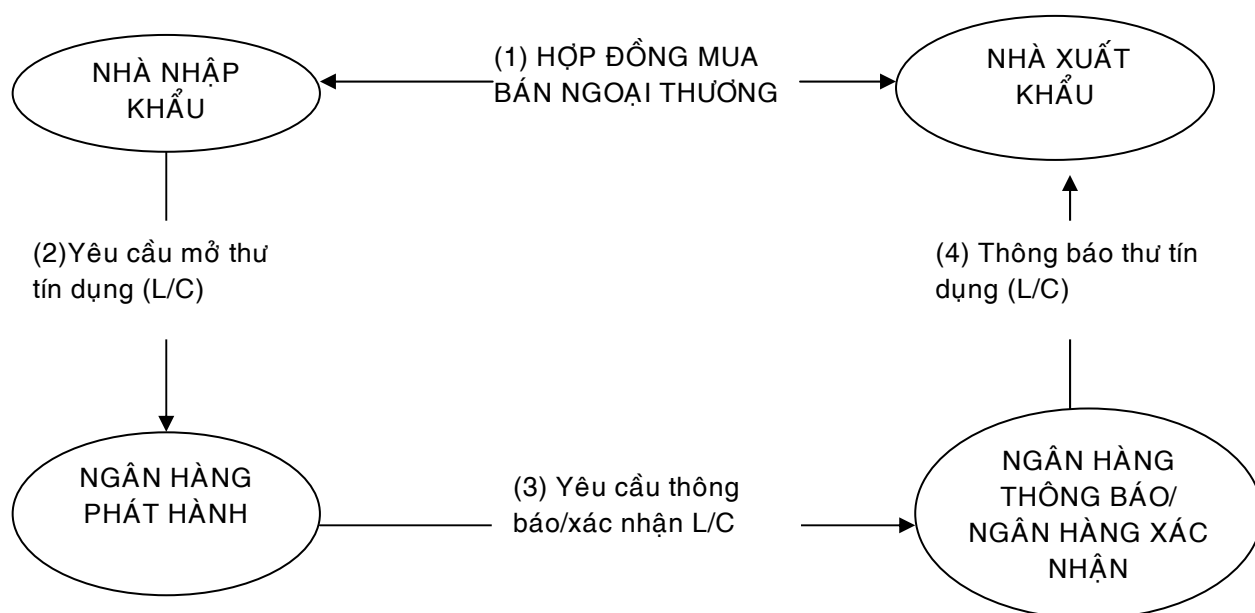 NHÀ NHẬP
KHẨU
(1) HỢP ĐỒNG MUA
BÁN NGOẠI THƯƠNG
NHÀ XUẤT
KHẨU
(2)Yêu cầu mở thư
tín dụng (L/C)
(4) Thông báo thư tín
dụng (L/C)
NGÂN HÀNG
PHÁT HÀNH
(3) Yêu cầu thông
báo/xác nhận L/C
NGÂN HÀNG
THÔNG BÁO/
NGÂN HÀNG XÁC
NHẬN